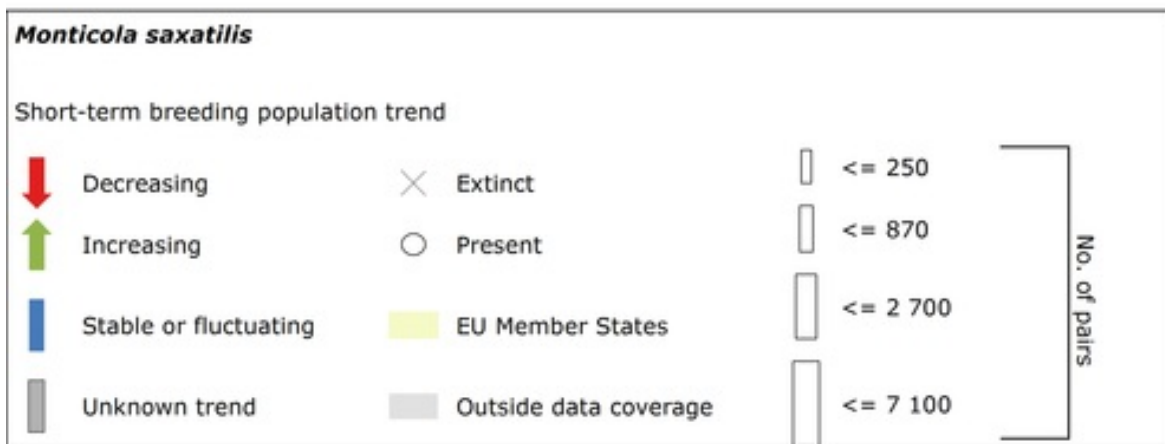 Monticola saxatilis
Short-term breeding population trend
Decreasing
Increasing
Stable or fluctuating
Unknown trend
Extinct
Present
EU Member States
Outside data coverage
<= 250
<= 870
<= 2 700
<= 7 100
No. of pairs